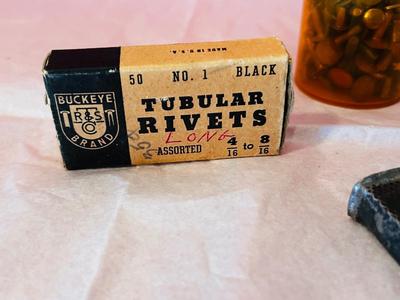 MADE IN U.S.A.
50 NO. 1 BLACK
TUBULAR
RIVETS
LONG
ASSORTED 4/16 to 8/16
BUCKEYE
BRAND